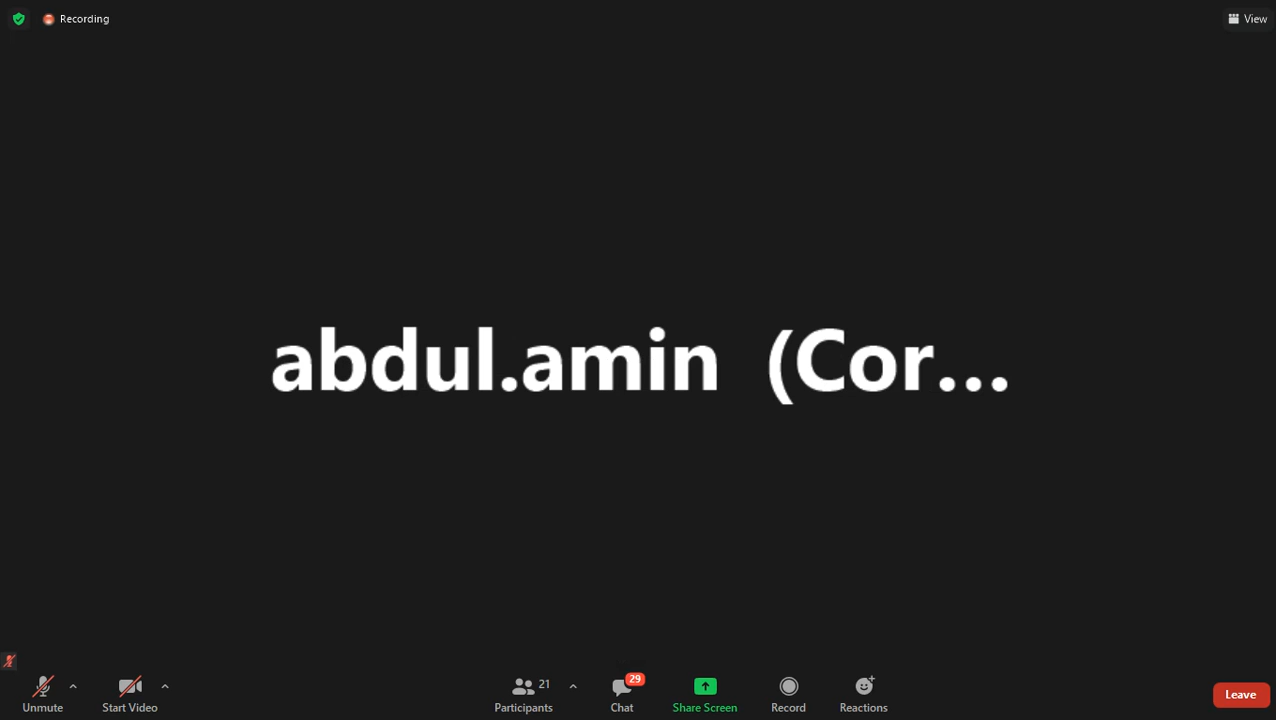 Recording
View
abdul.amin (Cor...
Unmute
Start Video
21
Participants
29
Chat
Share Screen
Record
Reactions
Leave